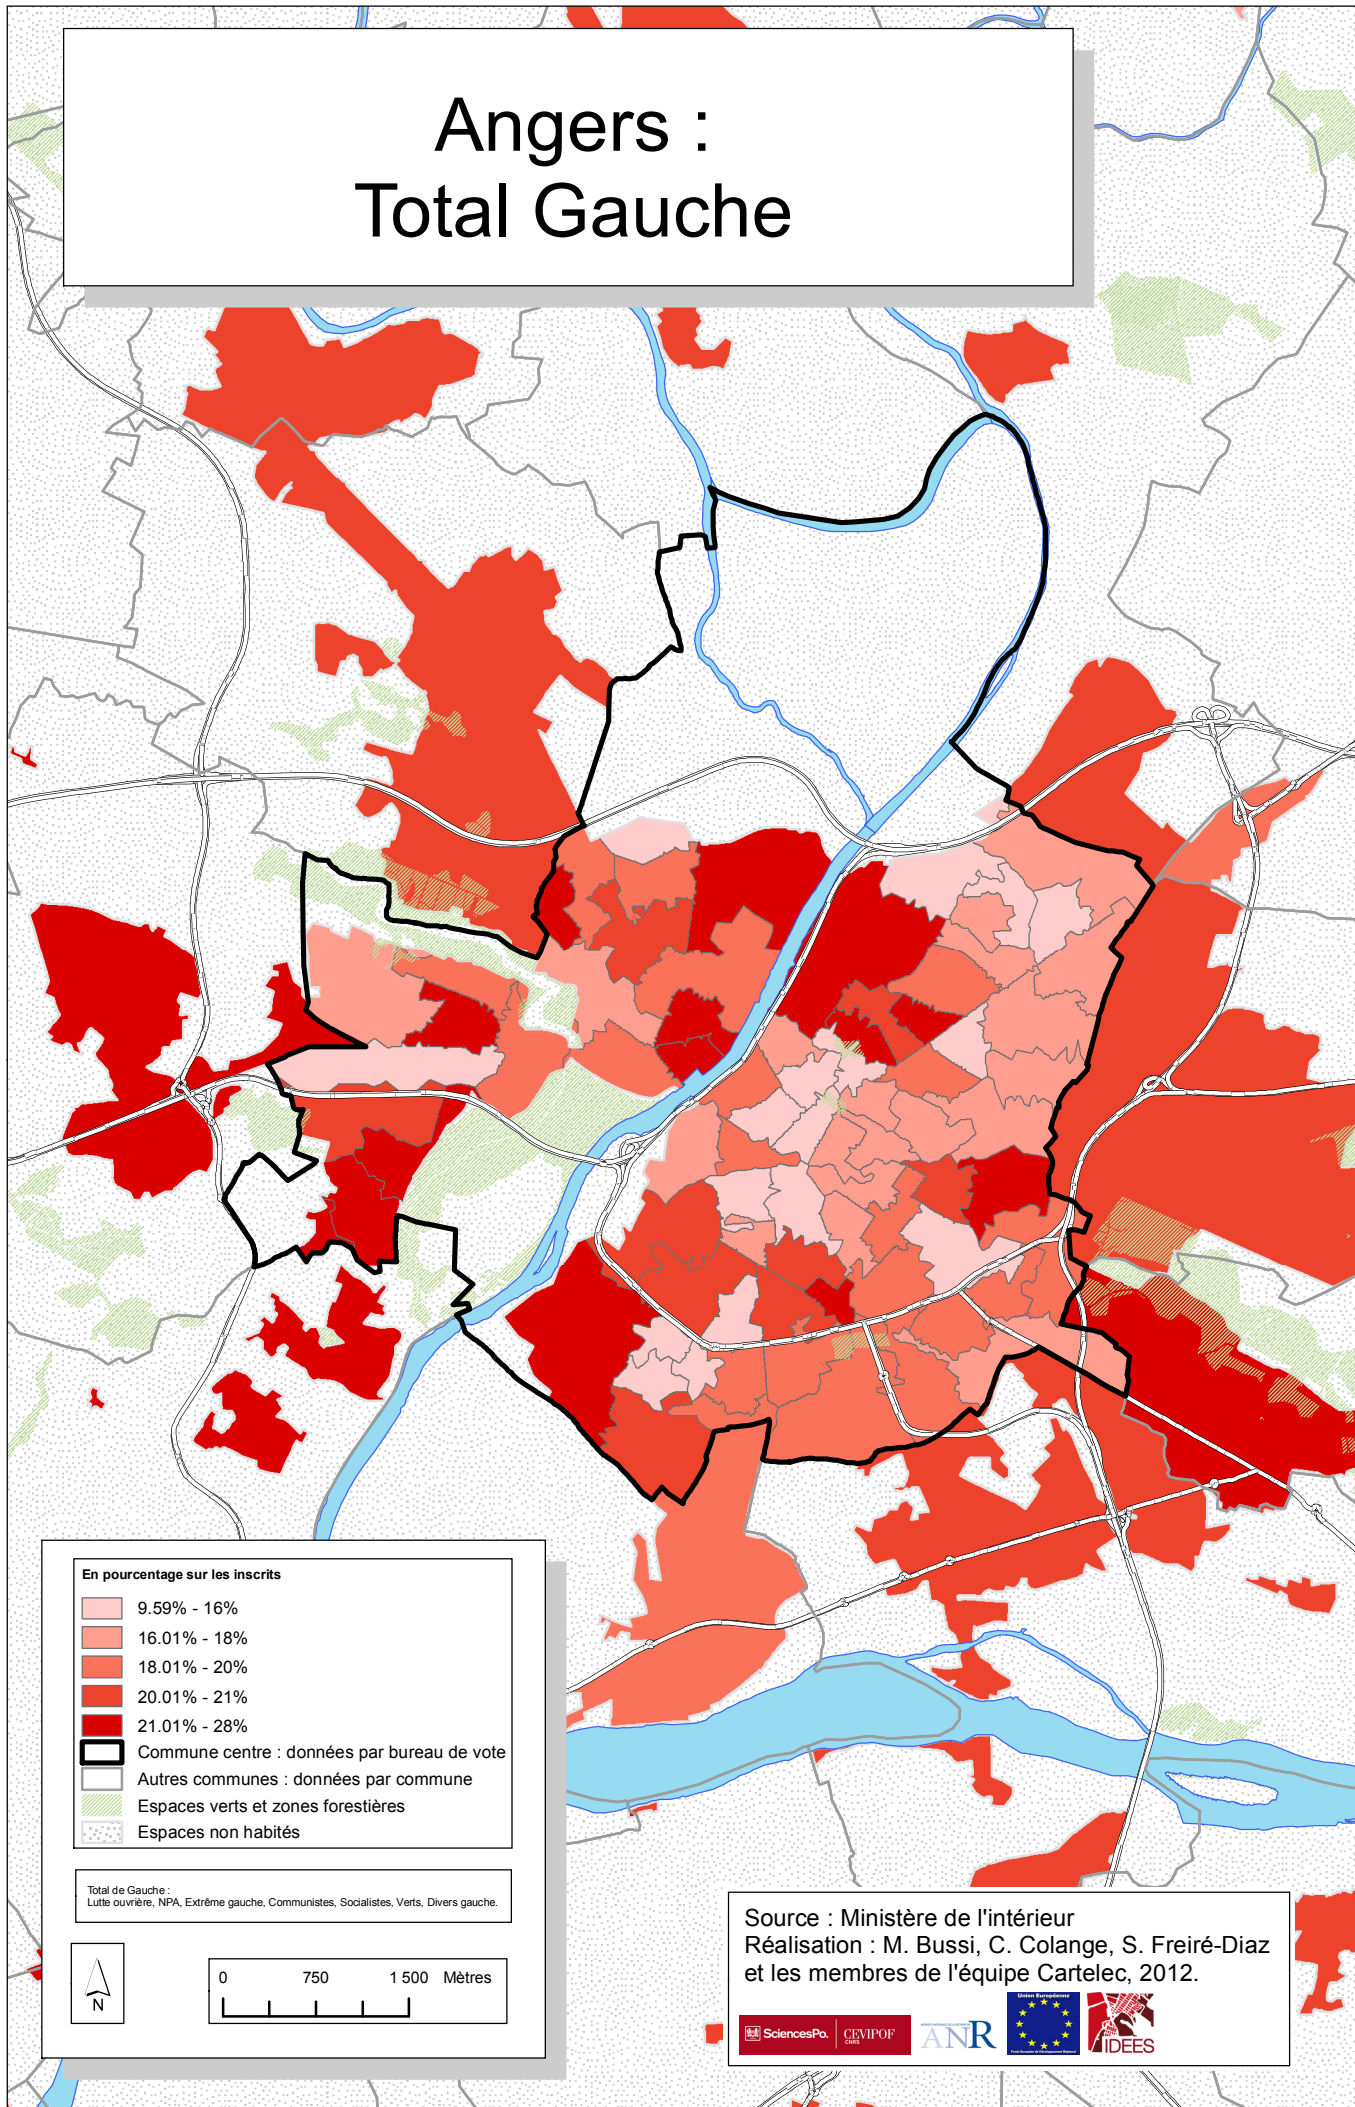 Angers :
Total Gauche
En pourcentage sur les inscrits
9.59% - 16%
16.01% - 18%
18.01% - 20%
20.01% - 21%
21.01% - 28%
Commune centre : données par bureau de vote
Autres communes : données par commune
Espaces verts et zones forestières
Espaces non habités
Total de Gauche :
Lutte ouvrière, NPA, Extrême gauche, Communistes, Socialistes, Verts, Divers gauche.
N
0 750 1 500 Mètres
Source : Ministère de l'intérieur
Réalisation : M. Bussi, C. Colange, S. Freiré-Diaz
et les membres de l'équipe Cartelec, 2012.
SciencesPo.
CEVIPOF
CNRS
ANR
Union Européenne
IDEES